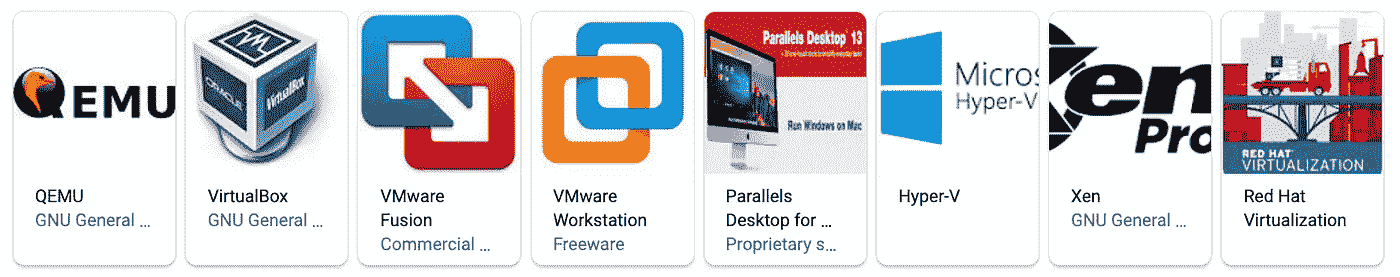 QEMU
ORACLE
VirtualBox
Parallels Desktop 13
Run Windows on Mac
Micros
Hyper-V
Xen
Pro
RED HAT
VIRTUALIZATION
QEMU
GNU General ...
VirtualBox
GNU General ...
VMware
Fusion
Commercial ...
VMware
Workstation
Freeware
Parallels
Desktop for ...
Proprietary s...
Hyper-V
Xen
GNU General ...
Red Hat
Virtualization